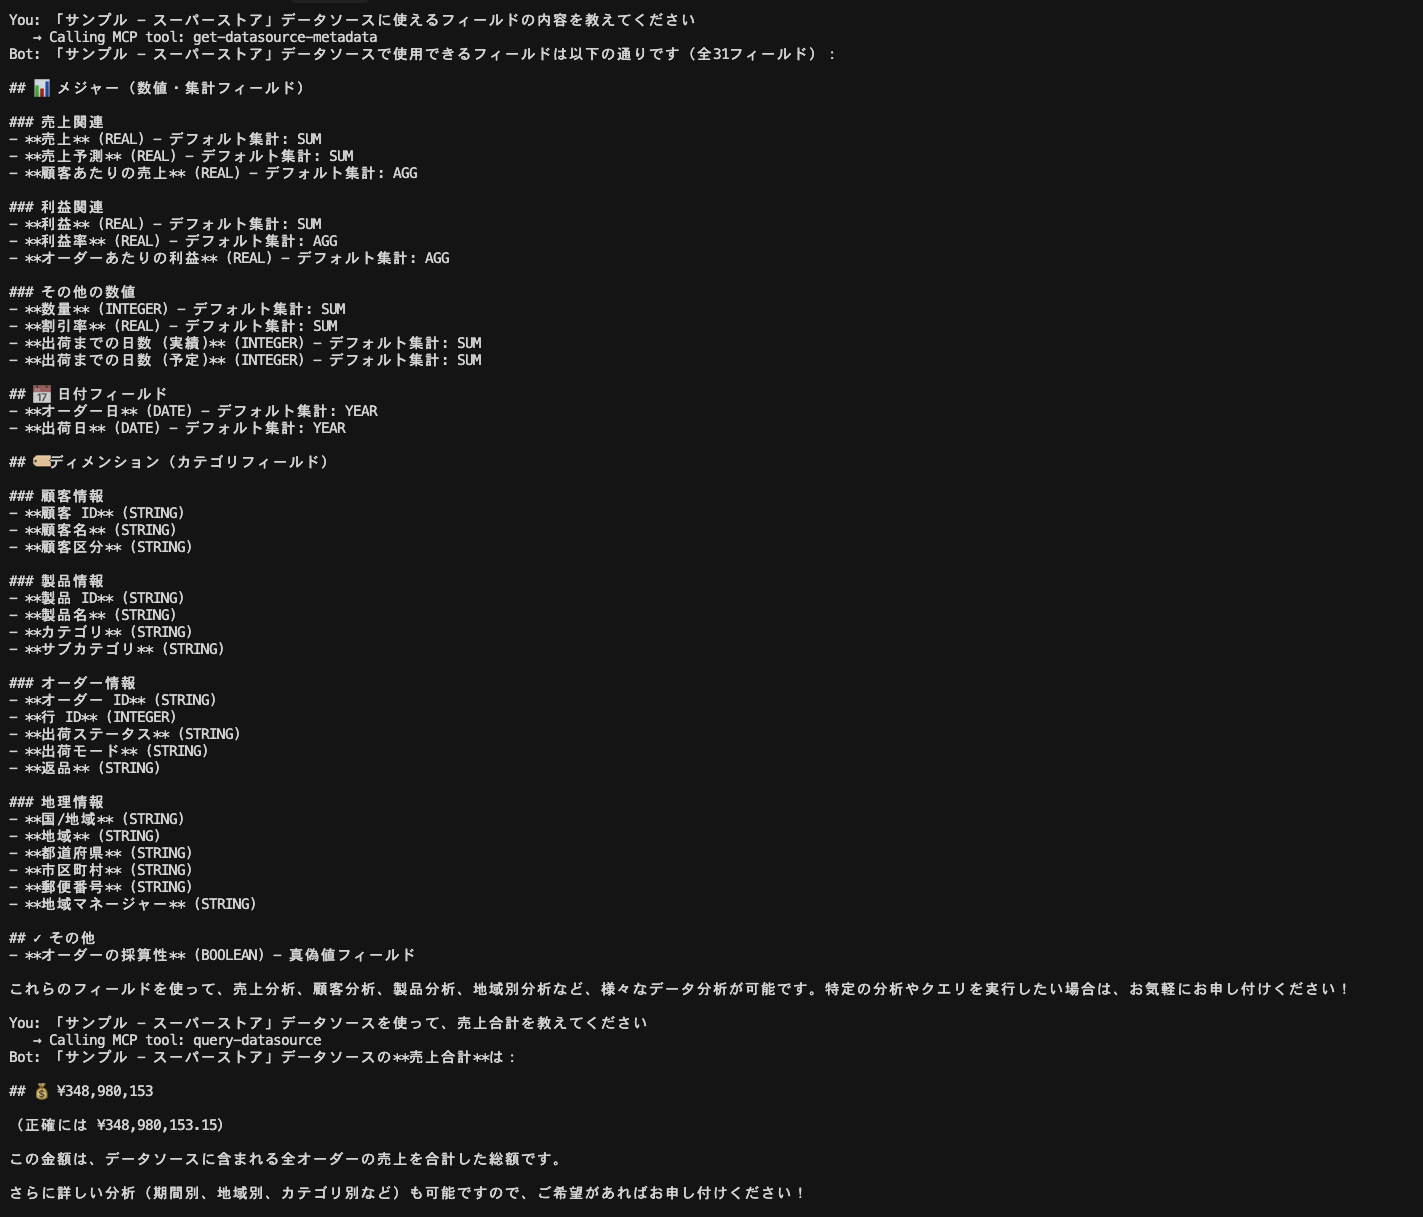 You: 「サンプル － スーパーストア」データソースに使えるフィールドの内容を教えてください
→ Calling MCP tool: get-datasource-metadata
Bot: 「サンプル － スーパーストア」データソースで使用できるフィールドは以下の通りです（全31フィールド）：
## 📊 メジャー（数値・集計フィールド）
### 売上関連
- **売上** (REAL) - デフォルト集計: SUM
- **売上予測** (REAL) - デフォルト集計: SUM
- **顧客あたりの売上** (REAL) - デフォルト集計: AGG
### 利益関連
- **利益** (REAL) - デフォルト集計: SUM
- **利益率** (REAL) - デフォルト集計: AGG
- **オーダーあたりの利益** (REAL) - デフォルト集計: AGG
### その他の数値
- **数量** (INTEGER) - デフォルト集計: SUM
- **割引率** (REAL) - デフォルト集計: SUM
- **出荷までの日数 (実績)** (INTEGER) - デフォルト集計: SUM
- **出荷までの日数 (予定)** (INTEGER) - デフォルト集計: SUM
## 📅 日付フィールド
- **オーダー日** (DATE) - デフォルト集計: YEAR
- **出荷日** (DATE) - デフォルト集計: YEAR
## 🏷️ディメンション（カテゴリフィールド）
### 顧客情報
- **顧客 ID** (STRING)
- **顧客名** (STRING)
- **顧客区分** (STRING)
### 製品情報
- **製品 ID** (STRING)
- **製品名** (STRING)
- **カテゴリ** (STRING)
- **サブカテゴリ** (STRING)
### オーダー情報
- **オーダー ID** (STRING)
- **行 ID** (INTEGER)
- **出荷ステータス** (STRING)
- **出荷モード** (STRING)
- **返品** (STRING)
### 地理情報
- **国/地域** (STRING)
- **地域** (STRING)
- **都道府県** (STRING)
- **市区町村** (STRING)
- **郵便番号** (STRING)
- **地域マネージャー** (STRING)
## ✓ その他
- **オーダーの採算性** (BOOLEAN) - 真偽値フィールド
これらのフィールドを使って、売上分析、顧客分析、製品分析、地域別分析など、様々なデータ分析が可能です。特定の分析やクエリを実行したい場合は、お気軽にお申し付けください！
You: 「サンプル － スーパーストア」データソースを使って、売上合計を教えてください
→ Calling MCP tool: query-datasource
Bot: 「サンプル － スーパーストア」データソースの**売上合計**は：
## 💰 ¥348,980,153
（正確には ¥348,980,153.15）
この金額は、データソースに含まれる全オーダーの売上を合計した総額です。
さらに詳しい分析（期間別、地域別、カテゴリ別など）も可能ですので、ご希望があればお申し付けください！